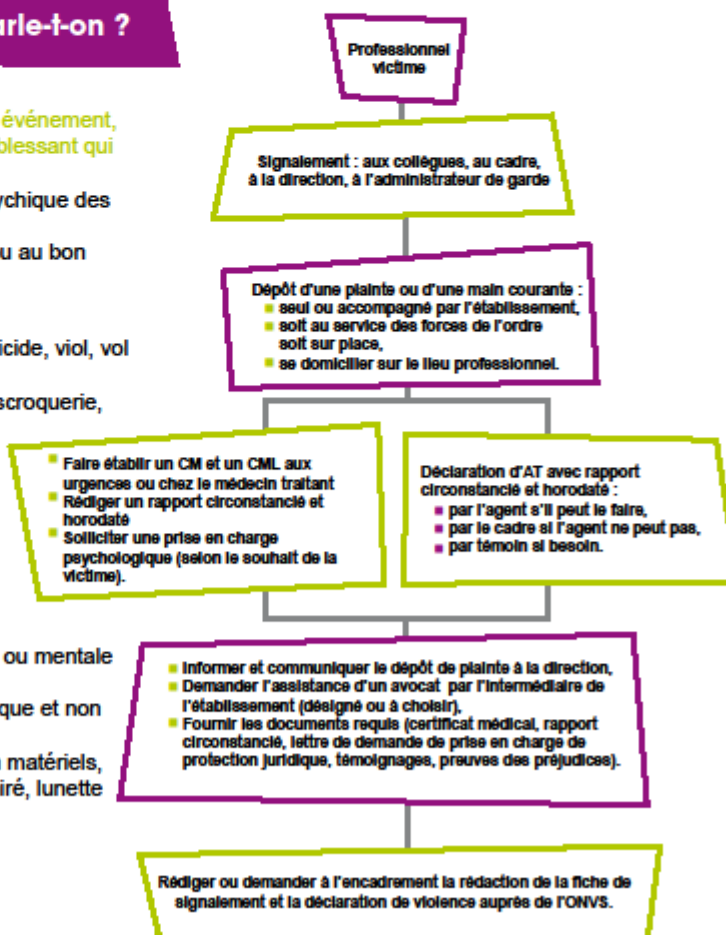 arle-t-on ?
événement,
blessant qui
ychique des
u au bon
icide, viol, vol
scroquerie,
ou mentale
que et non
matériels,
iré, lunette
Professionnel
victime
Signalement : aux collègues, au cadre,
à la direction, à l'administrateur de garde
Dépôt d'une plainte ou d'une main courante :
seul ou accompagné par l'établissement,
soit au service des forces de l'ordre
soit sur place,
se domicilier sur le lieu professionnel.
Faire établir un CM et un CML aux
urgences ou chez le médecin traitant
Rédiger un rapport circonstancié et
horodaté
Solliciter une prise en charge
psychologique (selon le souhait de la
victime).
Déclaration d'AT avec rapport
circonstancié et horodaté :
par l'agent s'il peut le faire,
par le cadre si l'agent ne peut pas,
par témoin si besoin.
Informer et communiquer le dépôt de plainte à la direction,
Demander l'assistance d'un avocat par l'intermédiaire de
l'établissement (désigné ou à choisir),
Fournir les documents requis (certificat médical, rapport
circonstancié, lettre de demande de prise en charge de
protection juridique, témoignages, preuves des préjudices).
Rédiger ou demander à l'encadrement la rédaction de la fiche de
signalement et la déclaration de violence auprès de l'ONVS.